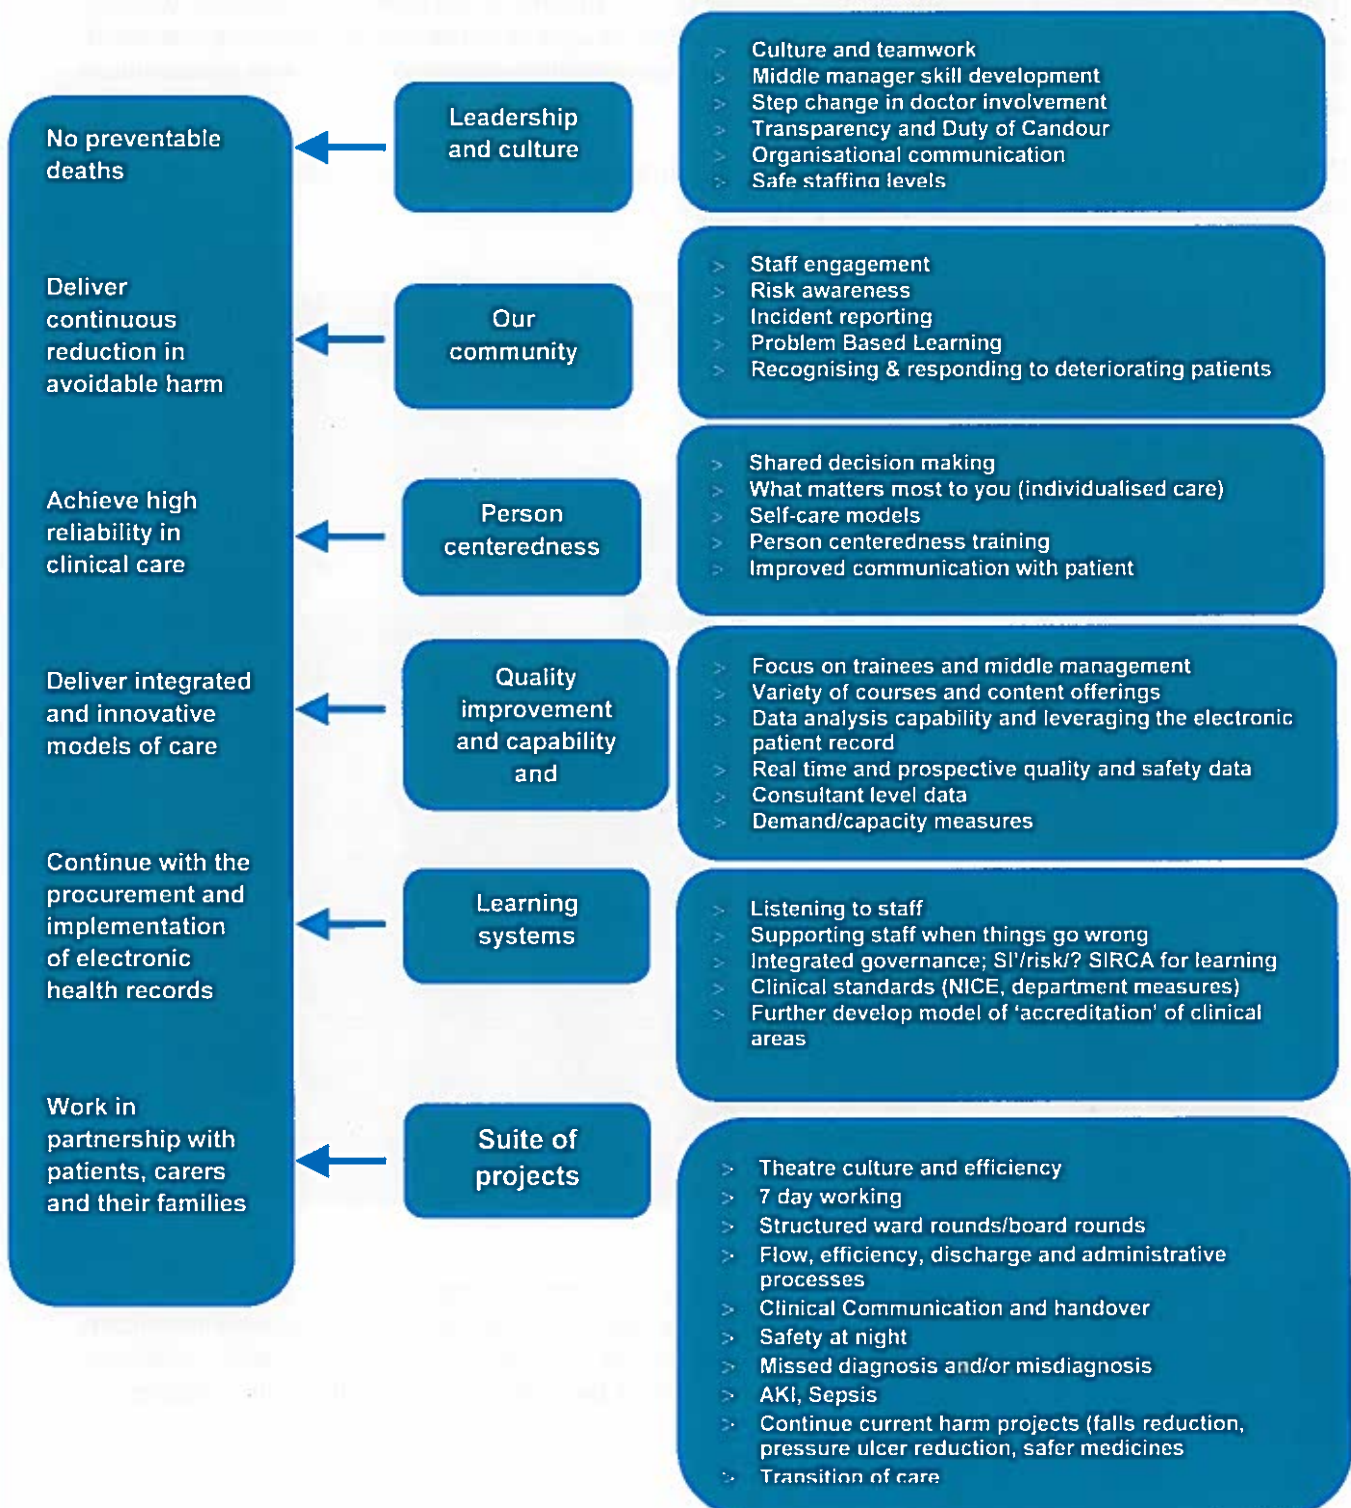 No preventable
deaths
Leadership
and culture
> Culture and teamwork
> Middle manager skill development
> Step change in doctor involvement
> Transparency and Duty of Candour
> Organisational communication
> Safe staffing levels
Deliver
continuous
reduction in
avoidable harm
Our
community
> Staff engagement
> Risk awareness
> Incident reporting
> Problem Based Learning
> Recognising & responding to deteriorating patients
Achieve high
reliability in
clinical care
Person
centeredness
> Shared decision making
> What matters most to you (individualised care)
> Self-care models
> Person centeredness training
> Improved communication with patient
Deliver integrated
and innovative
models of care
Quality
improvement
and capability
and
> Focus on trainees and middle management
> Variety of courses and content offerings
> Data analysis capability and leveraging the electronic
patient record
> Real time and prospective quality and safety data
> Consultant level data
> Demand/capacity measures
Continue with the
procurement and
implementation
of electronic
health records
Learning
systems
> Listening to staff
> Supporting staff when things go wrong
> Integrated governance; SI'/risk/? SIRCA for learning
> Clinical standards (NICE, department measures)
> Further develop model of ‘accreditation’ of clinical
areas
Work in
partnership with
patients, carers
and their families
Suite of
projects
> Theatre culture and efficiency
> 7 day working
> Structured ward rounds/board rounds
> Flow, efficiency, discharge and administrative
processes
> Clinical Communication and handover
> Safety at night
> Missed diagnosis and/or misdiagnosis
> AKI, Sepsis
> Continue current harm projects (falls reduction,
pressure ulcer reduction, safer medicines
> Transition of care